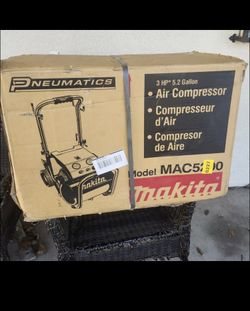 PNEUMATICS
3 HP* 5.2 Gallon
• Air Compressor
• Compresseur
d'Air
• Compresor
de Aire
makita
Model MAC5200
makita